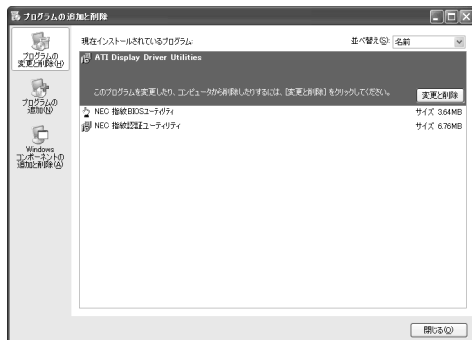 プログラムの追加と削除
プログラムの
変更と削除(H)
プログラムの
追加(N)
Windows
コンポーネントの
追加と削除(A)
現在インストールされているプログラム:
並べ替え(S): 名前
ATI Display Driver Utilities
このプログラムを変更したり、コンピュータから削除したりするには、[変更と削除] をクリックしてください。
変更と削除
NEC 指紋BIOSユーティリティ
サイズ 3.64MB
NEC 指紋認証ユーティリティ
サイズ 6.76MB
閉じる(O)